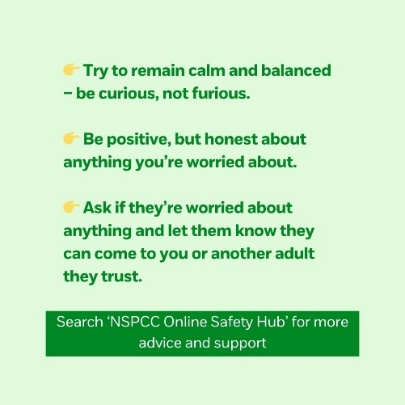 👉 Try to remain calm and balanced
– be curious, not furious.
👉 Be positive, but honest about
anything you’re worried about.
👉 Ask if they’re worried about
anything and let them know they
can come to you or another adult
they trust.
Search ‘NSPCC Online Safety Hub’ for more
advice and support